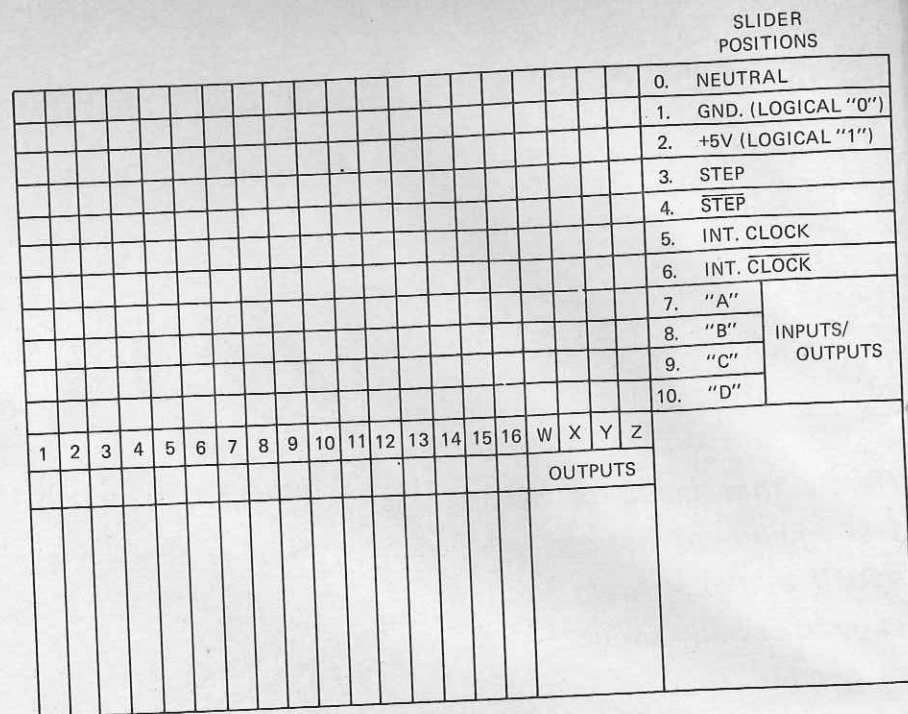 SLIDER
POSITIONS
0. NEUTRAL
1. GND. (LOGICAL "0")
2. +5V (LOGICAL "1")
3. STEP
4. S̅T̅E̅P̅
5. INT. CLOCK
6. INT. C̅L̅O̅C̅K̅
7. "A"
8. "B"
9. "C"
10. "D"
INPUTS/
OUTPUTS
1 2 3 4 5 6 7 8 9 10 11 12 13 14 15 16 W X Y Z
OUTPUTS